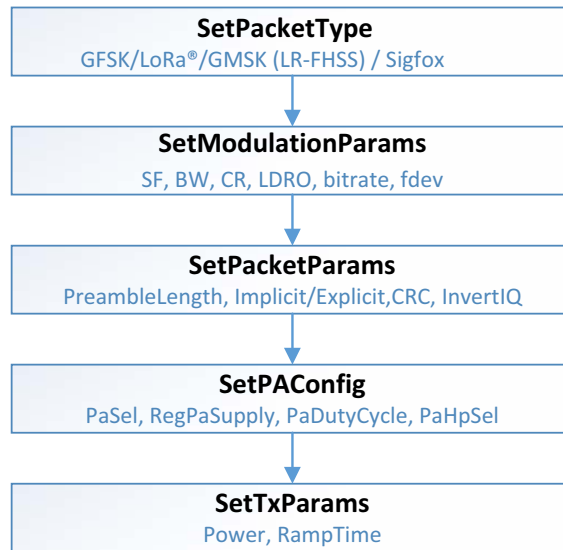 SetPacketType
GFSK/LoRa®/GMSK (LR-FHSS) / Sigfox
SetModulationParams
SF, BW, CR, LDRO, bitrate, fdev
SetPacketParams
PreambleLength, Implicit/Explicit,CRC, InvertIQ
SetPAConfig
PaSel, RegPaSupply, PaDutyCycle, PaHpSel
SetTxParams
Power, RampTime